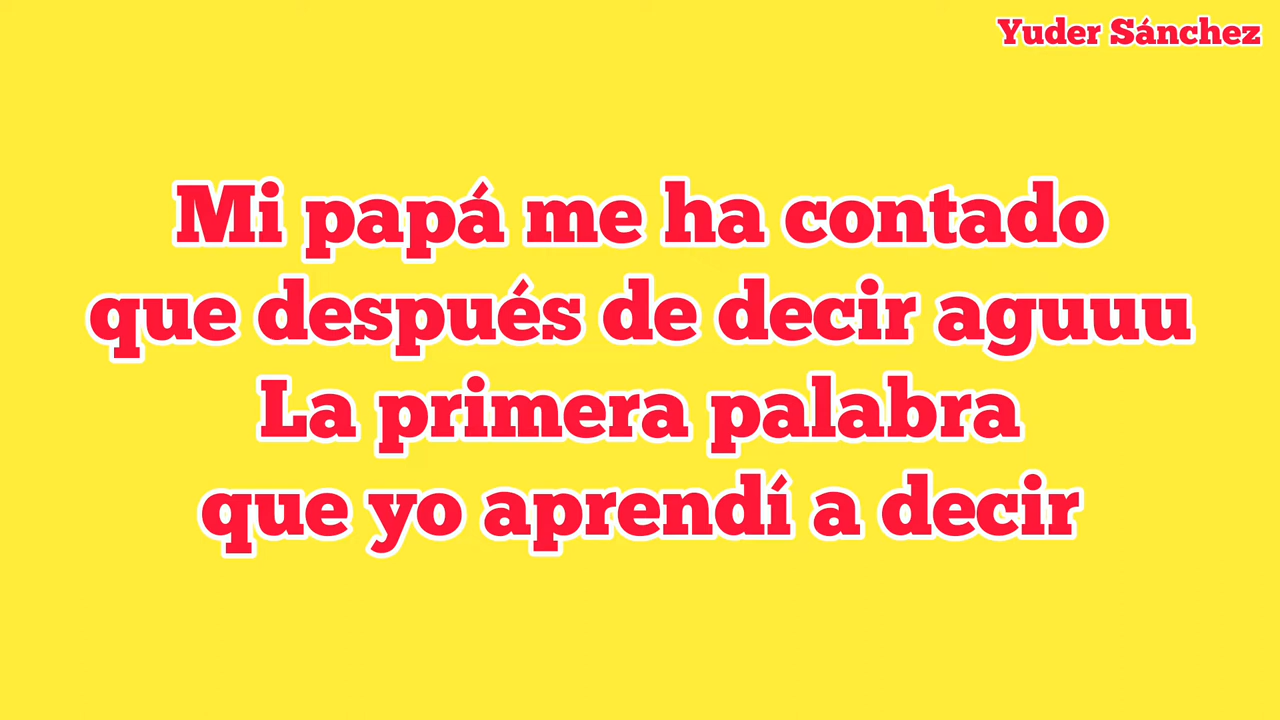 Yuder Sánchez
Mi papá me ha contado
que después de decir aguuu
La primera palabra
que yo aprendí a decir